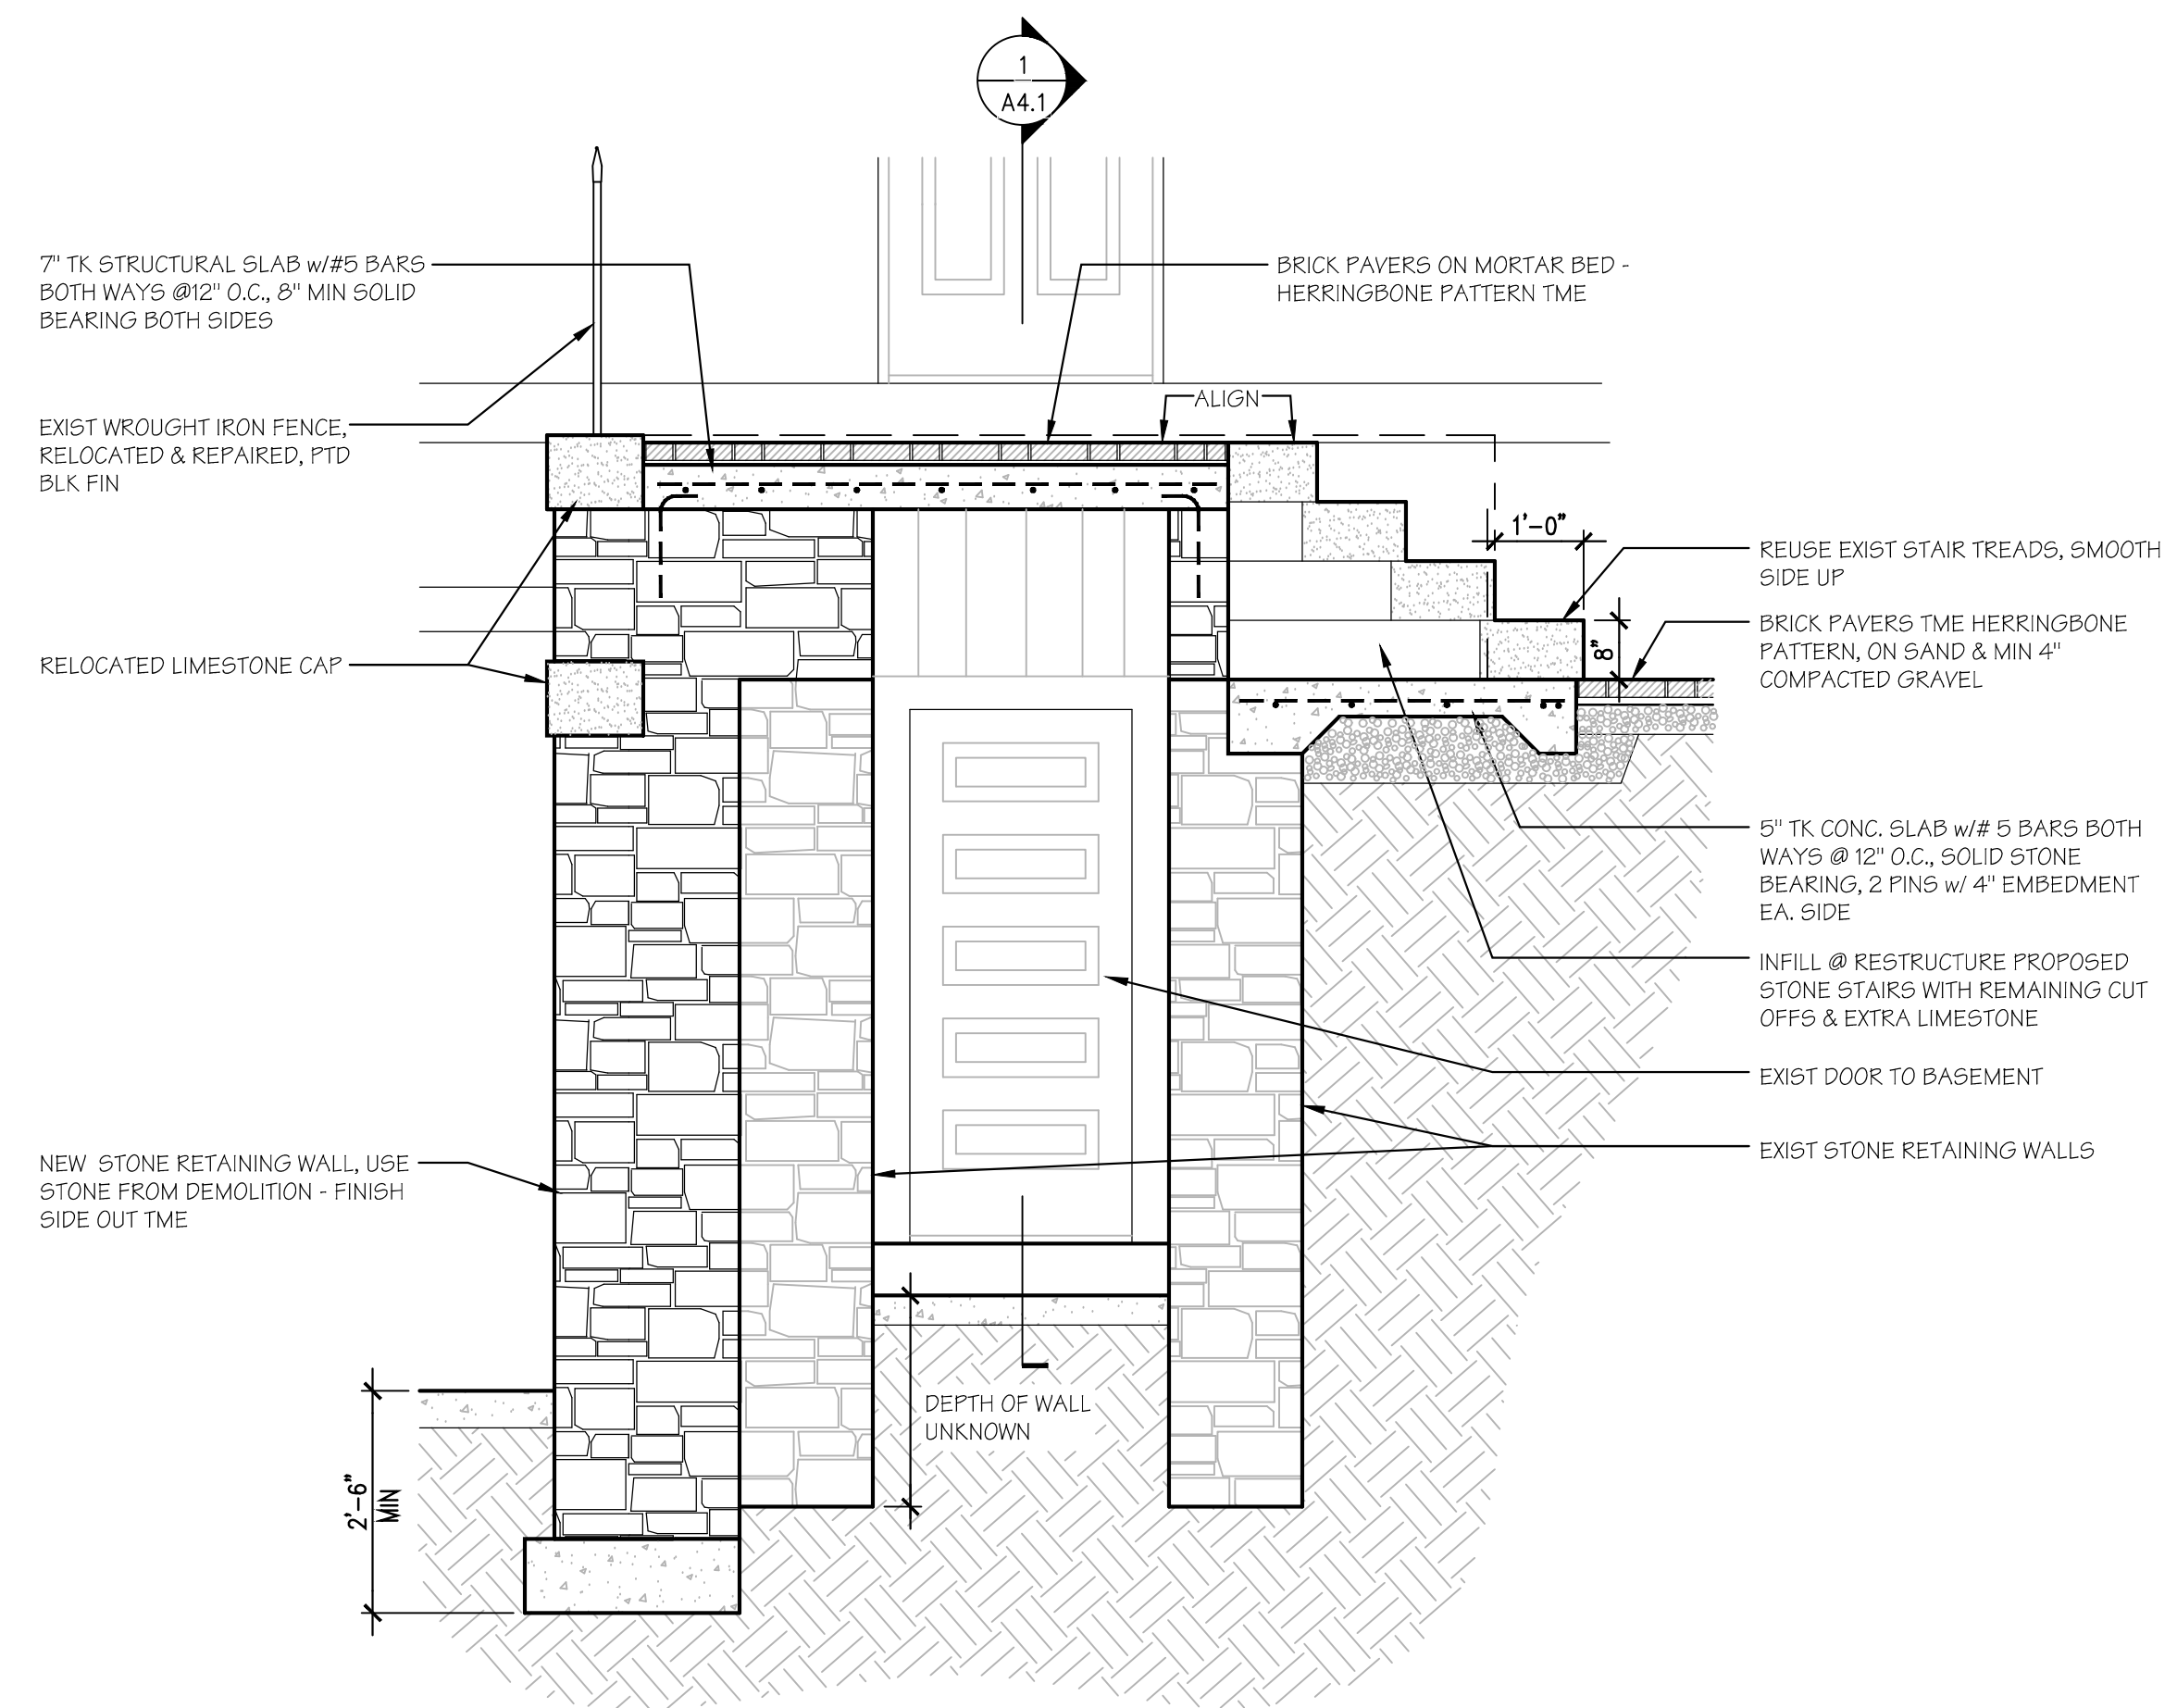 1
A4.1
7" TK STRUCTURAL SLAB w/#5 BARS
BOTH WAYS @12" O.C., 8" MIN SOLID
BEARING BOTH SIDES
BRICK PAVERS ON MORTAR BED -
HERRINGBONE PATTERN TME
ALIGN
EXIST WROUGHT IRON FENCE,
RELOCATED & REPAIRED, PTD
BLK FIN
1'-0"
REUSE EXIST STAIR TREADS, SMOOTH
SIDE UP
8"
BRICK PAVERS TME HERRINGBONE
PATTERN, ON SAND & MIN 4"
COMPACTED GRAVEL
RELOCATED LIMESTONE CAP
5" TK CONC. SLAB w/# 5 BARS BOTH
WAYS @ 12" O.C., SOLID STONE
BEARING, 2 PINS w/ 4" EMBEDMENT
EA. SIDE
INFILL @ RESTRUCTURE PROPOSED
STONE STAIRS WITH REMAINING CUT
OFFS & EXTRA LIMESTONE
EXIST DOOR TO BASEMENT
EXIST STONE RETAINING WALLS
NEW STONE RETAINING WALL, USE
STONE FROM DEMOLITION - FINISH
SIDE OUT TME
DEPTH OF WALL
UNKNOWN
2'-6"
MIN